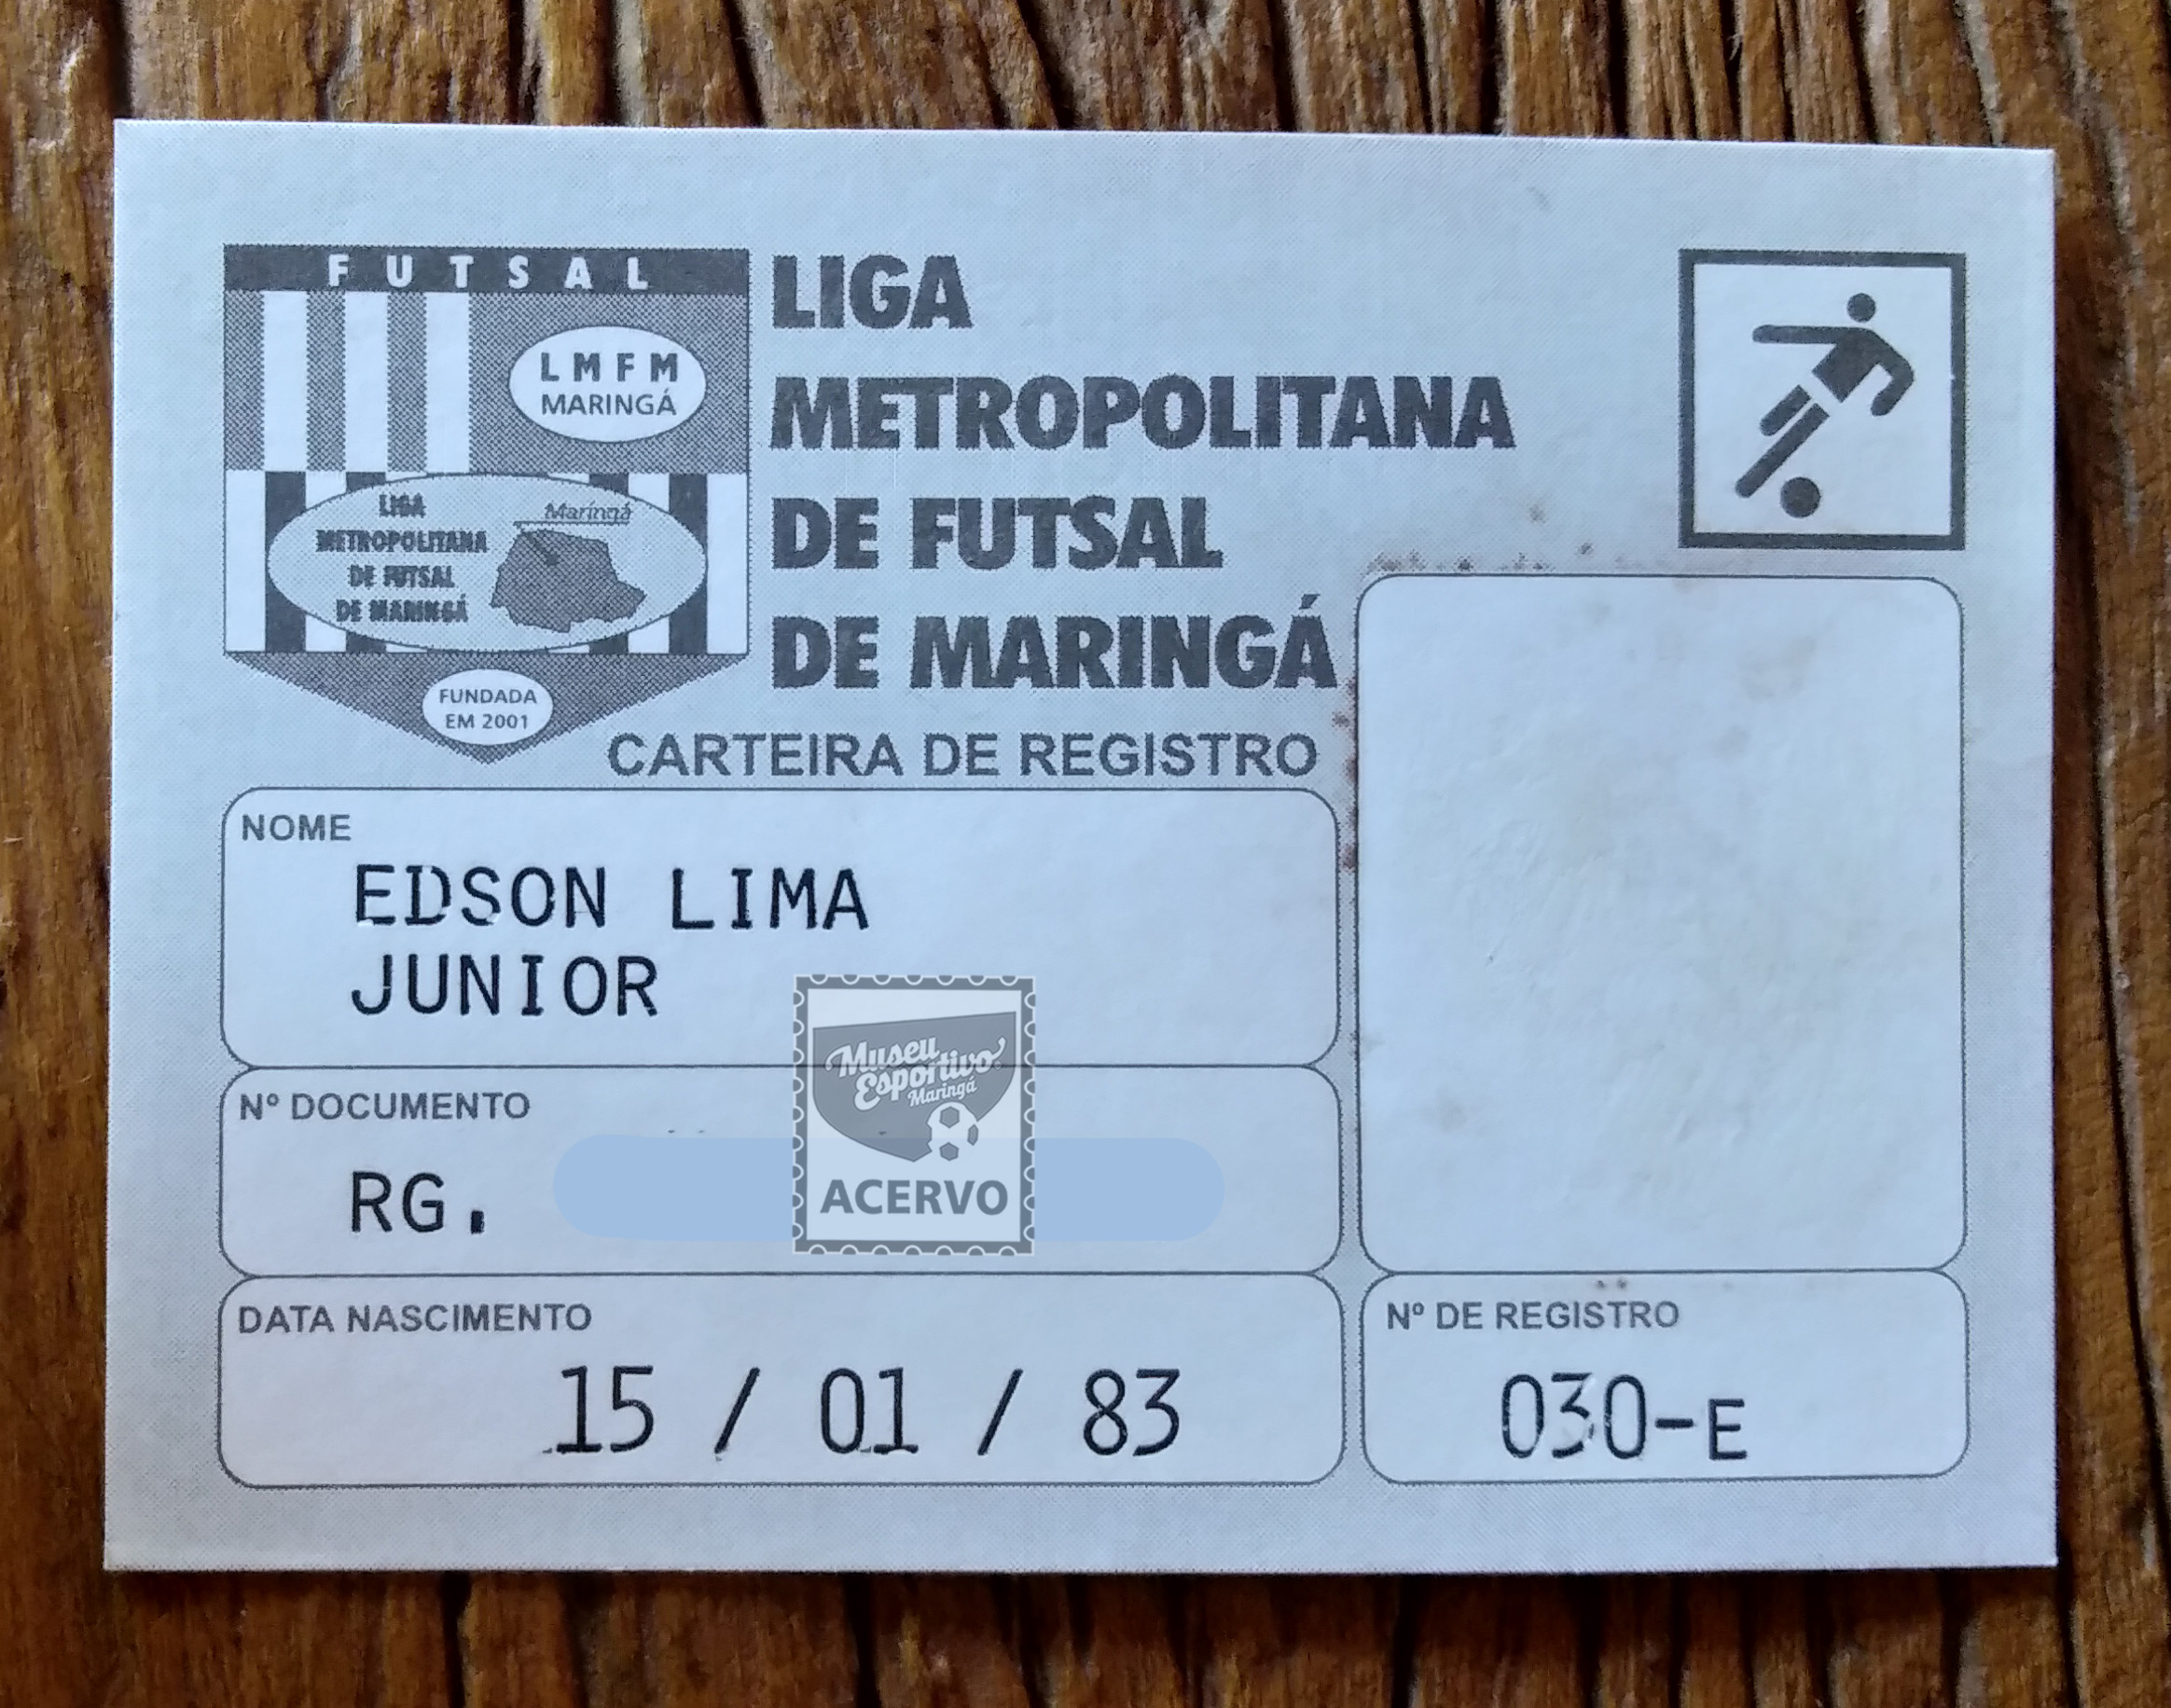 FUTSAL
LMFM
MARINGÁ
LIGA
METROPOLITANA
DE FUTSAL
DE MARINGÁ
Maringá
FUNDADA
EM 2001
LIGA
METROPOLITANA
DE FUTSAL
DE MARINGÁ
CARTEIRA DE REGISTRO
NOME
EDSON LIMA
JUNIOR
Nº DOCUMENTO
RG.
Museu
Esportivo
Maringá
ACERVO
DATA NASCIMENTO
15 / 01 / 83
Nº DE REGISTRO
030-E